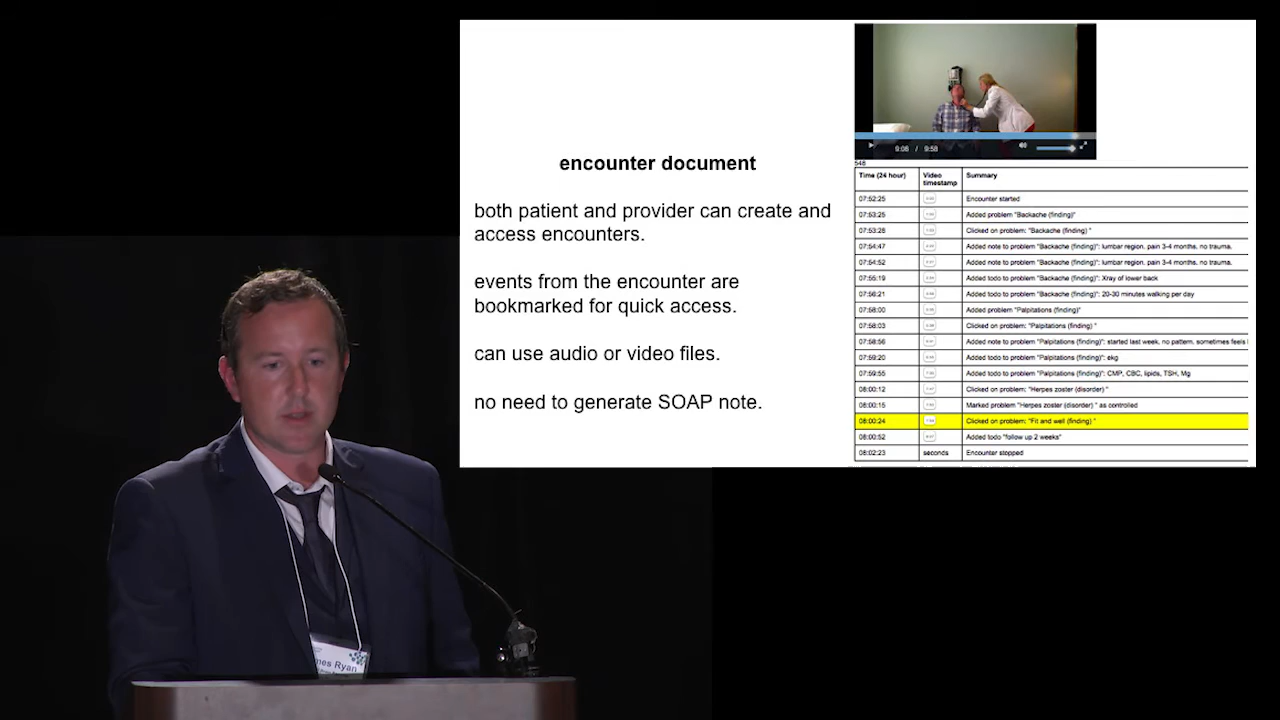 encounter document
both patient and provider can create and
access encounters.
events from the encounter are
bookmarked for quick access.
can use audio or video files.
no need to generate SOAP note.
9:08 / 9:58
548
Time (24 hour) Video timestamp Summary
07:52:25 Encounter started
07:53:25 Added problem "Backache (finding)"
07:53:28 Clicked on problem: "Backache (finding) "
07:54:47 Added note to problem "Backache (finding)": lumbar region. pain 3-4 months. no trauma.
07:54:52 Added note to problem "Backache (finding)": lumbar region. pain 3-4 months. no trauma.
07:55:19 Added todo to problem "Backache (finding)": Xray of lower back
07:56:21 Added todo to problem "Backache (finding)": 20-30 minutes walking per day
07:58:00 Added problem "Palpitations (finding)"
07:58:03 Clicked on problem: "Palpitations (finding) "
07:58:56 Added note to problem "Palpitations (finding)": started last week, no pattern, sometimes feels
07:59:20 Added todo to problem "Palpitations (finding)": ekg
07:59:55 Added todo to problem "Palpitations (finding)": CMP, CBC, lipids, TSH, Mg
08:00:12 Clicked on problem: "Herpes zoster (disorder) "
08:00:15 Marked problem "Herpes zoster (disorder) " as controlled
08:00:24 Clicked on problem: "Fit and well (finding) "
08:00:52 Added todo "follow up 2 weeks"
08:02:23 seconds Encounter stopped
mes Ryan